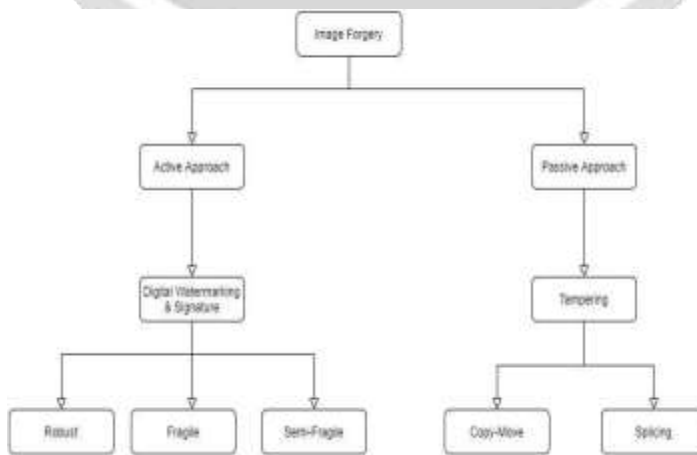 Image Forgery
Active Approach
Passive Approach
Digital Watermarking
& Signature
Tempering
Robust
Fragile
Semi-Fragile
Copy-Move
Splicing